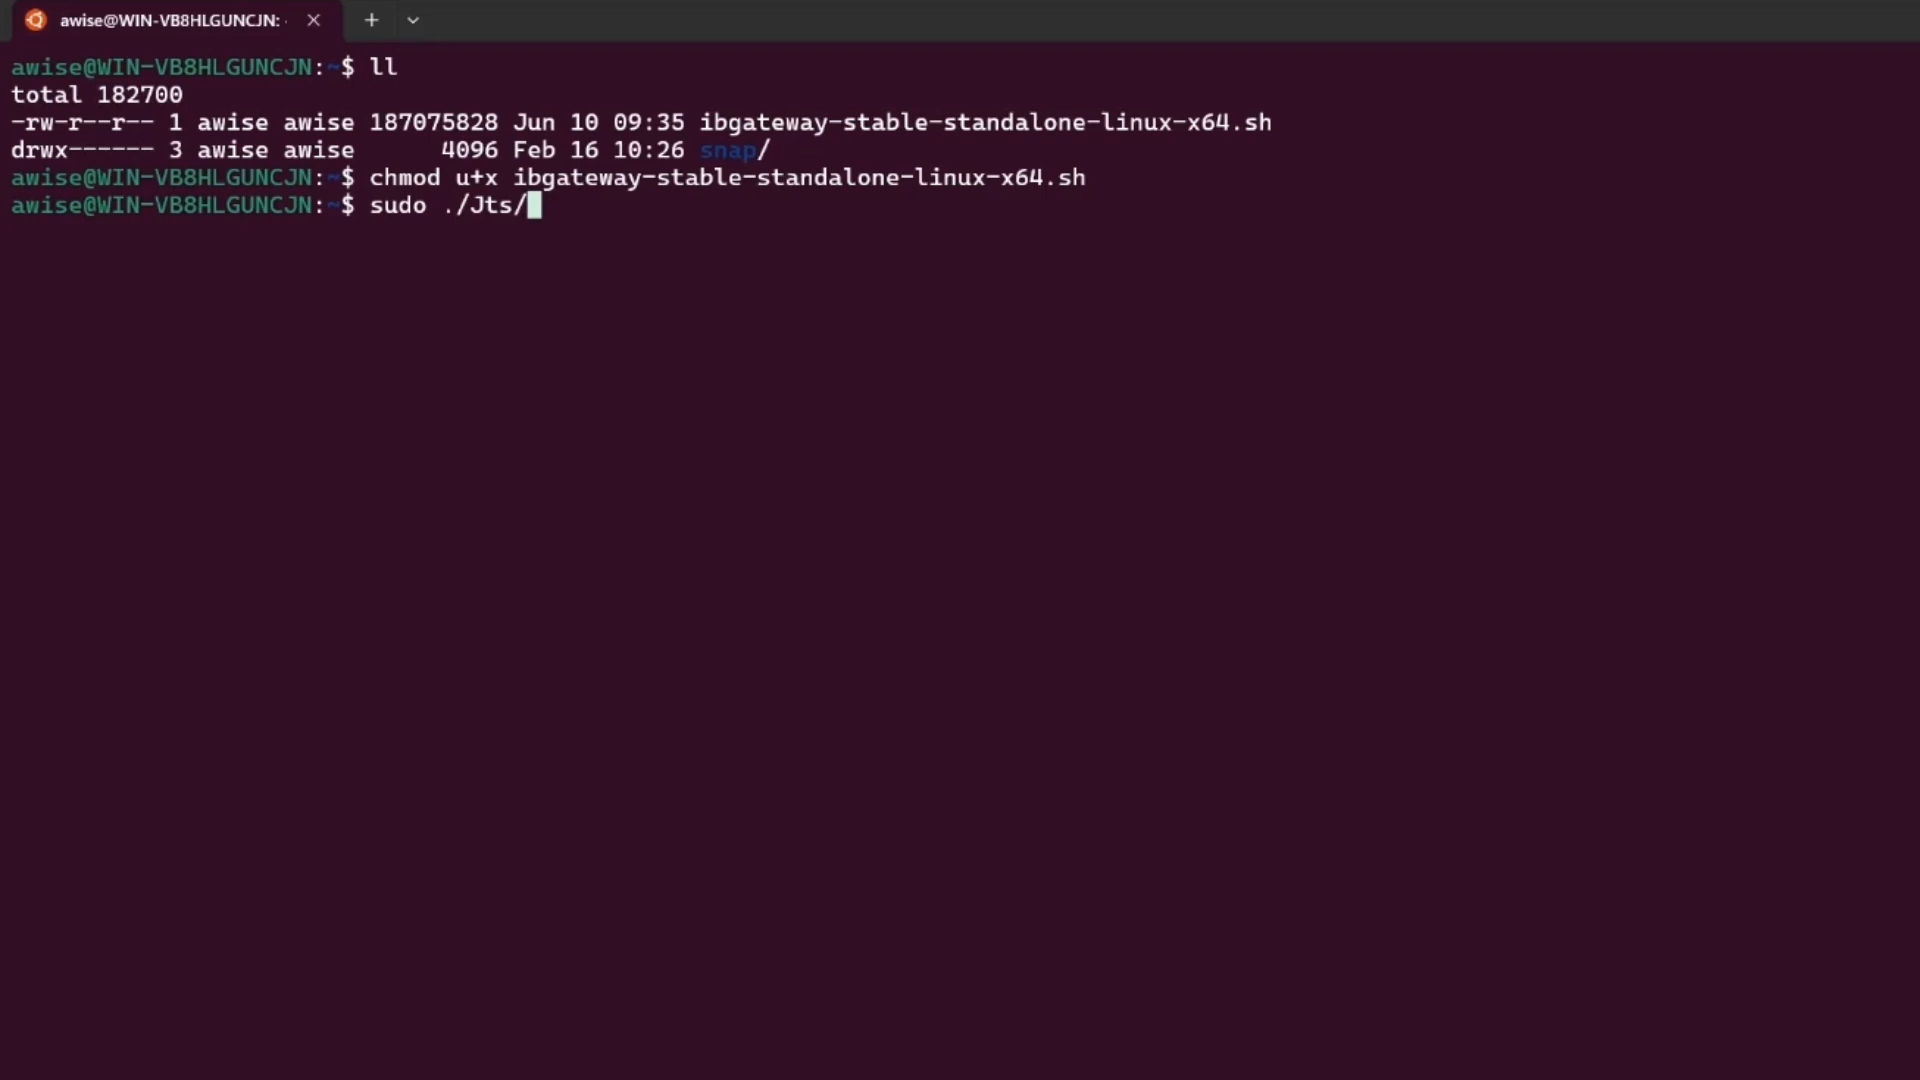 awise@WIN-VB8HLGUNCJN:
awise@WIN-VB8HLGUNCJN:~$ ll
total 182700
-rw-r--r-- 1 awise awise 187075828 Jun 10 09:35 ibgateway-stable-standalone-linux-x64.sh
drwx------ 3 awise awise      4096 Feb 16 10:26 snap/
awise@WIN-VB8HLGUNCJN:~$ chmod u+x ibgateway-stable-standalone-linux-x64.sh
awise@WIN-VB8HLGUNCJN:~$ sudo ./Jts/